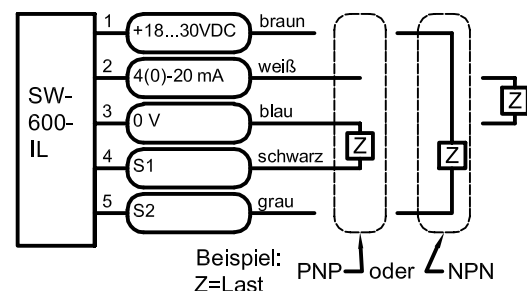 1 +18...30VDC braun
2 4(0)-20 mA weiß
3 0 V blau
4 S1 schwarz
5 S2 grau
SW-
600-
IL
Z
Z
Z
Beispiel:
Z=Last
PNP oder NPN